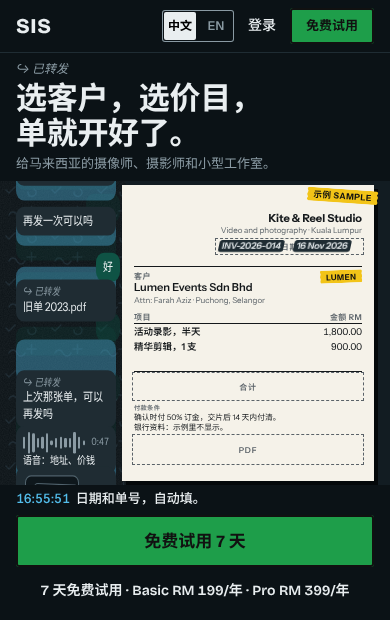 SIS
中文
EN
登录
免费试用
↪ 已转发
选客户，选价目，
单就开好了。
给马来西亚的摄像师、摄影师和小型工作室。
再发一次可以吗
好
↪ 已转发
旧单 2023.pdf
↪ 已转发
上次那张单，可以
再发吗
0:47
语音：地址、价钱
示例 SAMPLE
Kite & Reel Studio
Video and photography · Kuala Lumpur
INV-2026-014
16 Nov 2026
客户
LUMEN
Lumen Events Sdn Bhd
Attn: Farah Aziz · Puchong, Selangor
项目
金额 RM
活动录影，半天
1,800.00
精华剪辑，1 支
900.00
合计
付款条件
确认时付 50% 订金，交片后 14 天内付清。
银行资料：示例里不显示。
PDF
16:55:51 日期和单号，自动填。
免费试用 7 天
7 天免费试用 · Basic RM 199/年 · Pro RM 399/年